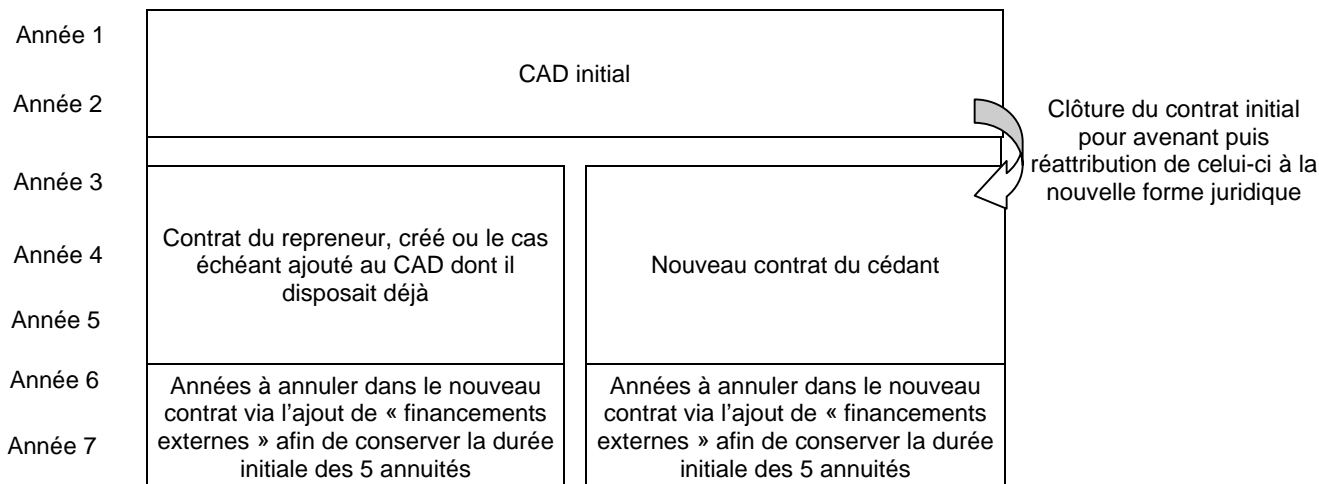 Année 1
CAD initial
Année 2
Clôture du contrat initial
pour avenant puis
réattribution de celui-ci à la
nouvelle forme juridique
Année 3
Année 4
Année 5
Contrat du repreneur, créé ou le cas
échéant ajouté au CAD dont il
disposait déjà
Nouveau contrat du cédant
Année 6
Année 7
Années à annuler dans le nouveau
contrat via l’ajout de « financements
externes » afin de conserver la durée
initiale des 5 annuités
Années à annuler dans le nouveau
contrat via l’ajout de « financements
externes » afin de conserver la durée
initiale des 5 annuités